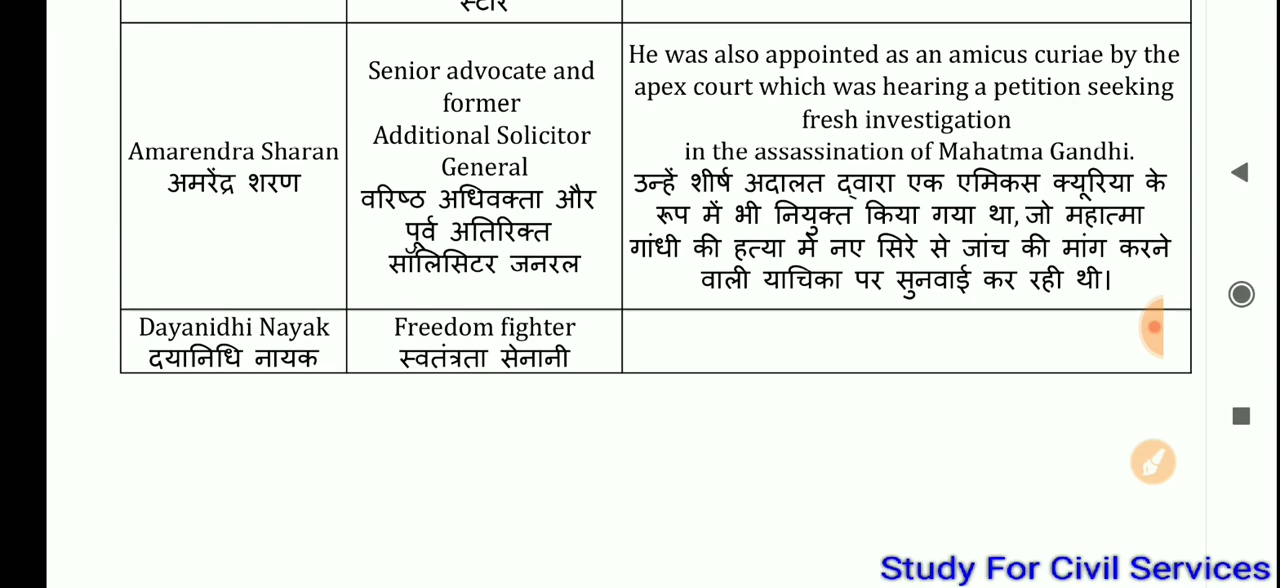 स्टार
Amarendra Sharan
अमरेंद्र शरण
Senior advocate and
former
Additional Solicitor
General
वरिष्ठ अधिवक्ता और
पूर्व अतिरिक्त
सॉलिसिटर जनरल
He was also appointed as an amicus curiae by the
apex court which was hearing a petition seeking
fresh investigation
in the assassination of Mahatma Gandhi.
उन्हें शीर्ष अदालत द्वारा एक एमिकस क्यूरिया के
रूप में भी नियुक्त किया गया था, जो महात्मा
गांधी की हत्या में नए सिरे से जांच की मांग करने
वाली याचिका पर सुनवाई कर रही थी।
Dayanidhi Nayak
दयानिधि नायक
Freedom fighter
स्वतंत्रता सेनानी
Study For Civil Services